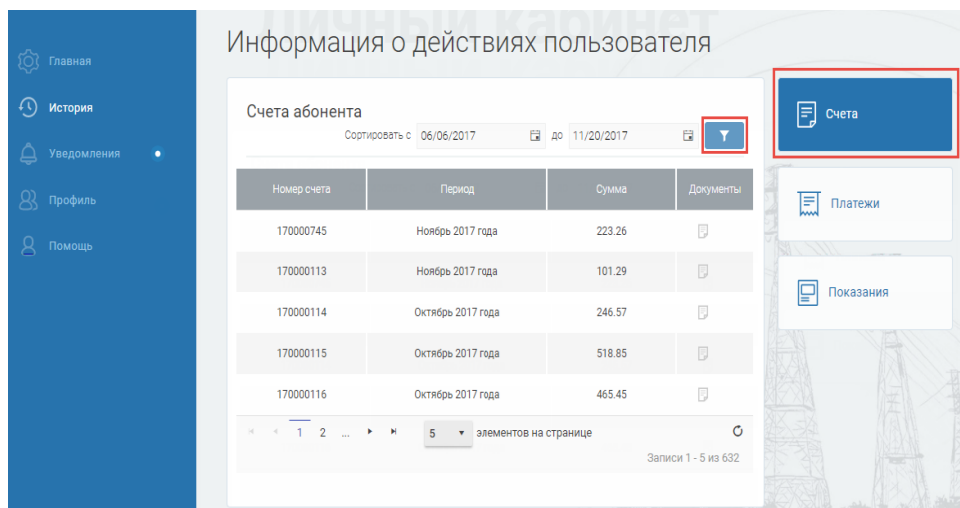 Личный кабинет
Информация о действиях пользователя
Главная
История
Уведомления
Профиль
Помощь
Счета абонента
Сортировать с 06/06/2017 до 11/20/2017
Номер счета Период Сумма Документы
170000745 Ноябрь 2017 года 223.26
170000113 Ноябрь 2017 года 101.29
170000114 Октябрь 2017 года 246.57
170000115 Октябрь 2017 года 518.85
170000116 Октябрь 2017 года 465.45
1 2 ... 5 элементов на странице
Записи 1 - 5 из 632
Счета
Платежи
Показания